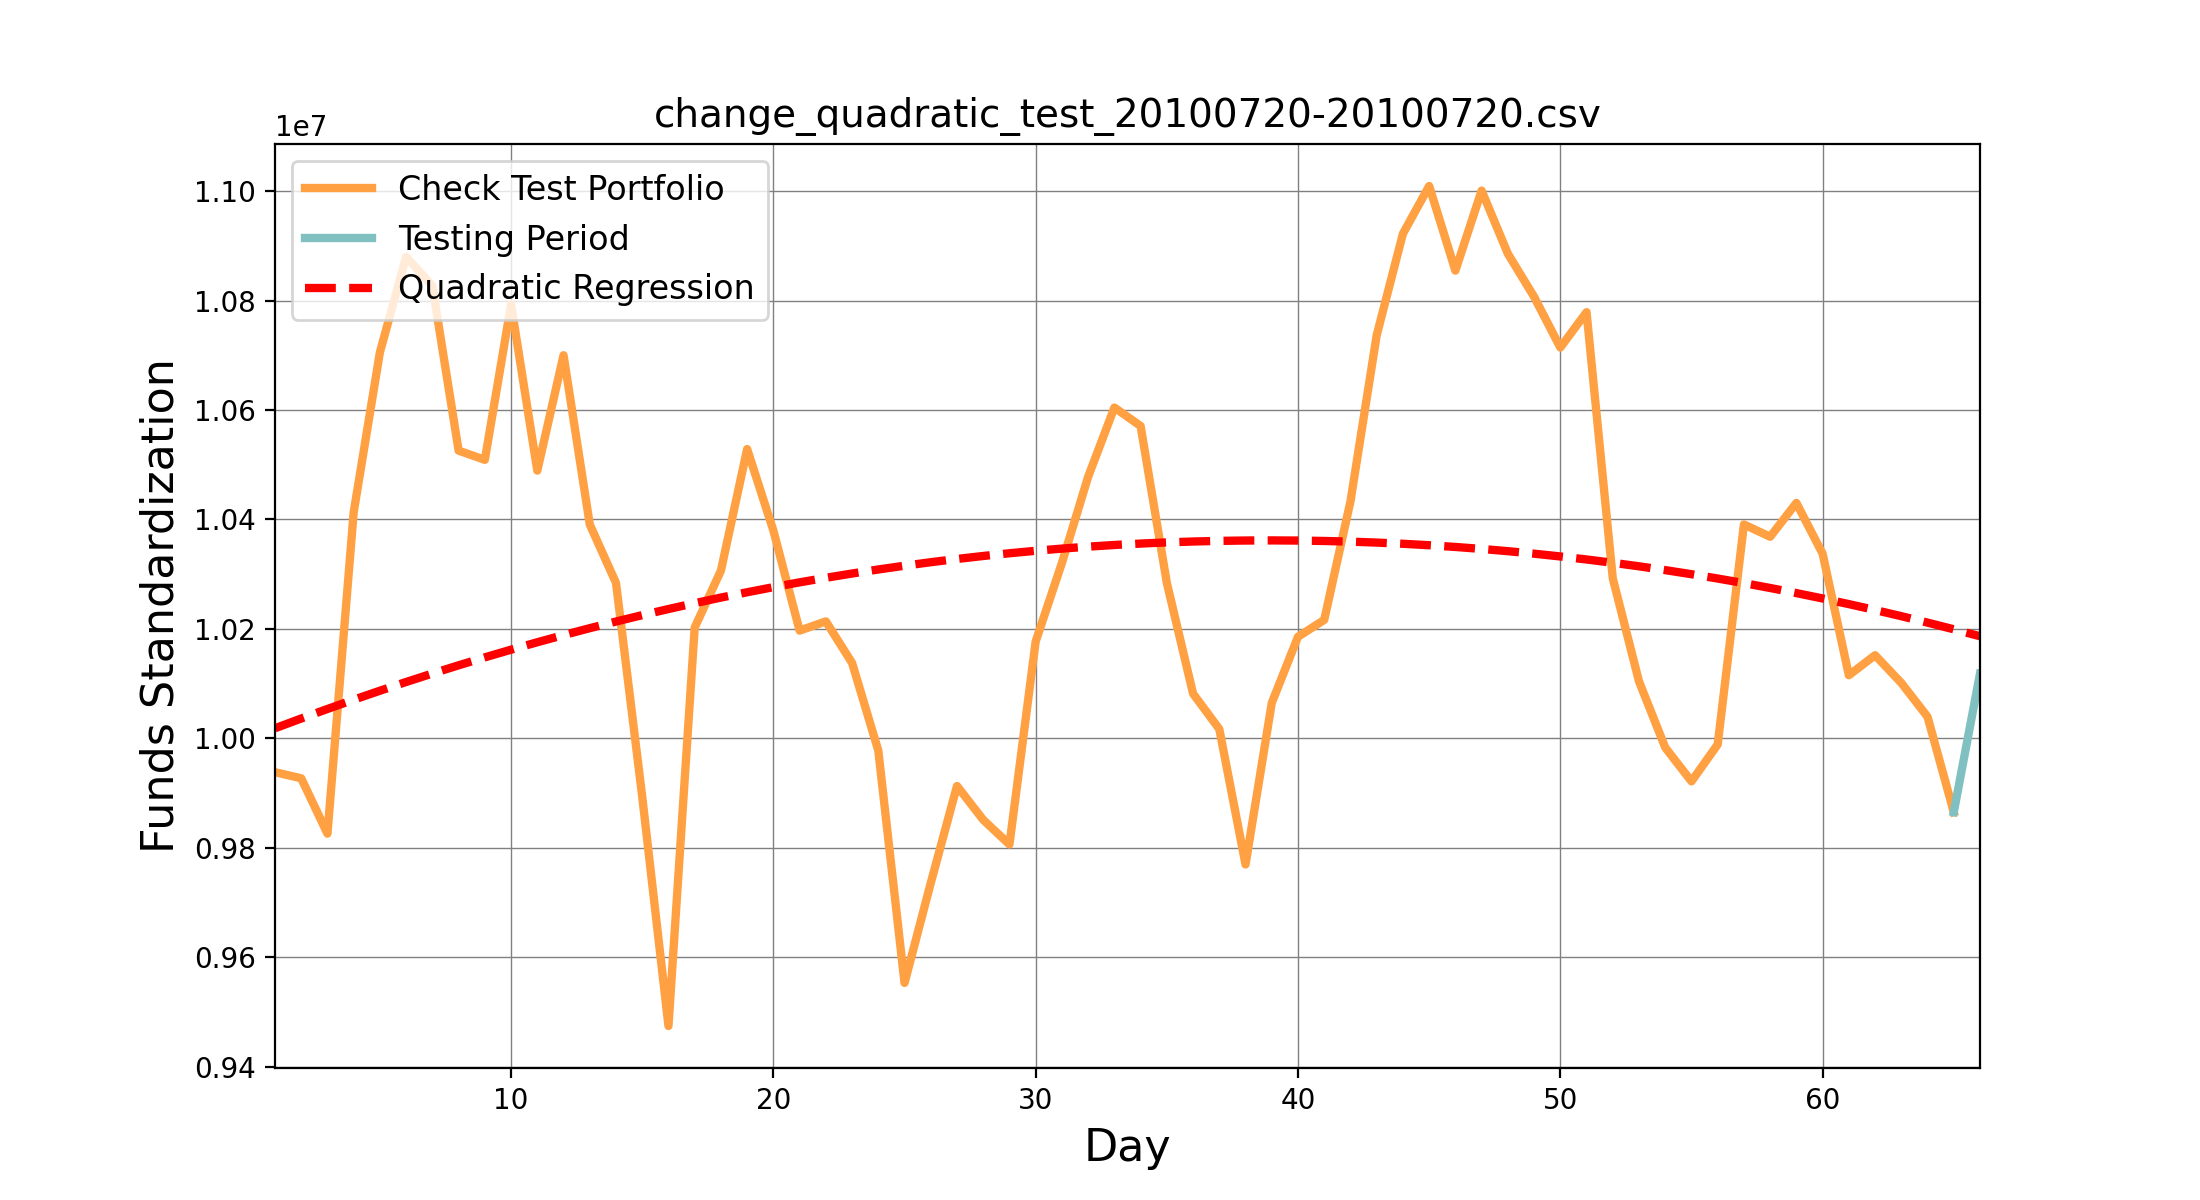 change_quadratic_test_20100720-20100720.csv
1e7
Check Test Portfolio
Testing Period
Quadratic Regression
1.10
1.08
1.06
1.04
1.02
1.00
0.98
0.96
0.94
Funds Standardization
10 20 30 40 50 60
Day